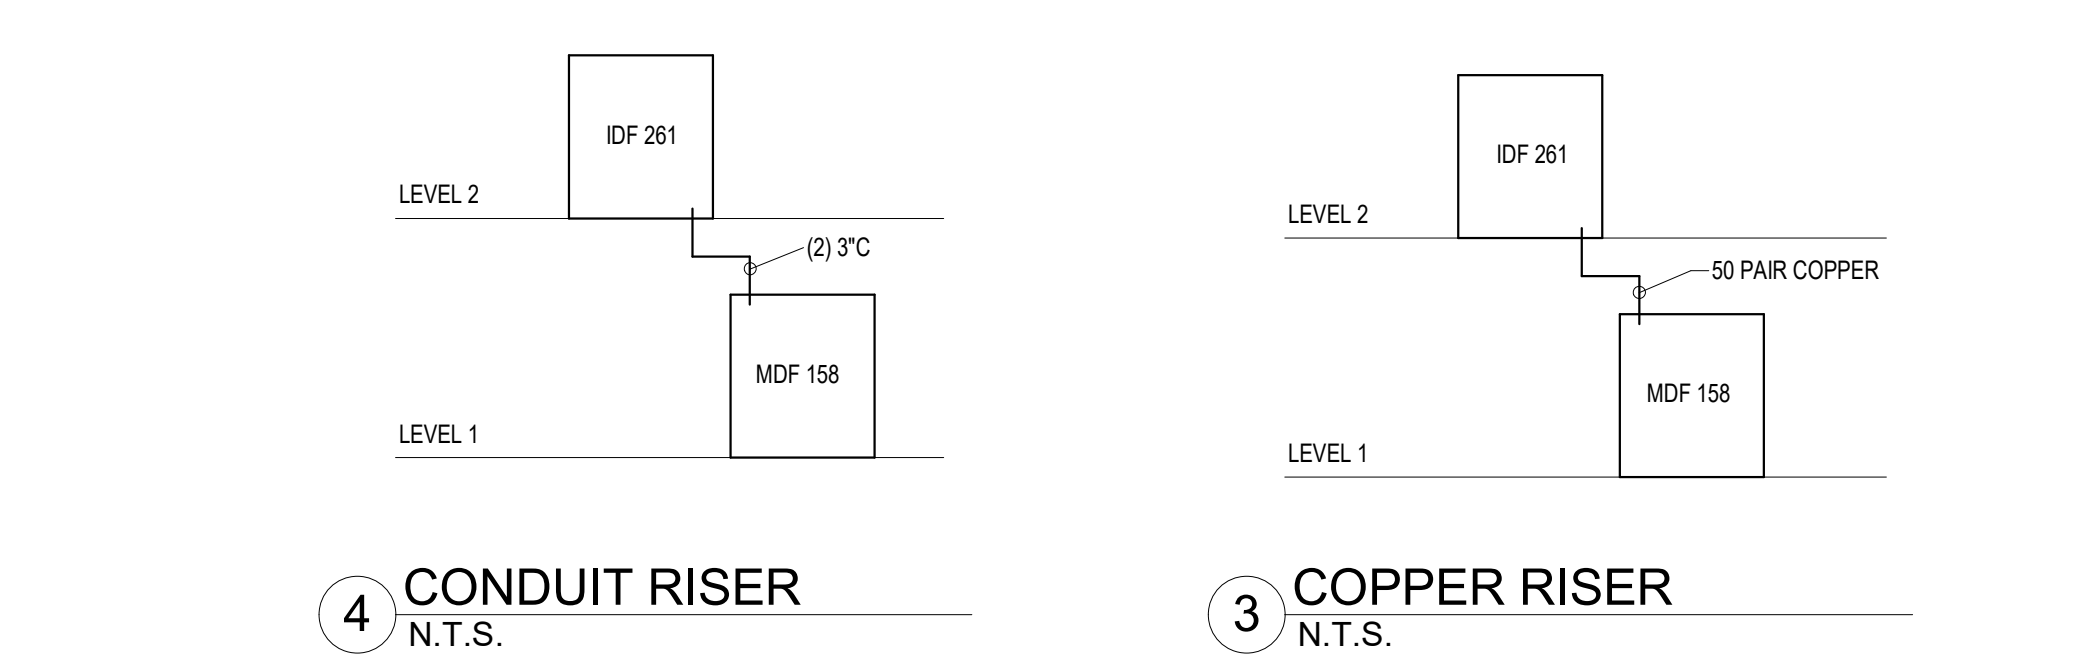 IDF 261
LEVEL 2
(2) 3"C
MDF 158
LEVEL 1
4 CONDUIT RISER
N.T.S.
IDF 261
LEVEL 2
50 PAIR COPPER
MDF 158
LEVEL 1
3 COPPER RISER
N.T.S.